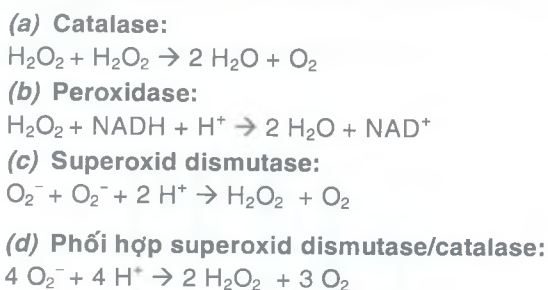 (a) Catalase:
H₂O₂ + H₂O₂ → 2 H₂O + O₂
(b) Peroxidase:
H₂O₂ + NADH + H⁺ → 2 H₂O + NAD⁺
(c) Superoxid dismutase:
O₂⁻ + O₂⁻ + 2 H⁺ → H₂O₂ + O₂
(d) Phối hợp superoxid dismutase/catalase:
4 O₂⁻ + 4 H⁺ → 2 H₂O₂ + 3 O₂